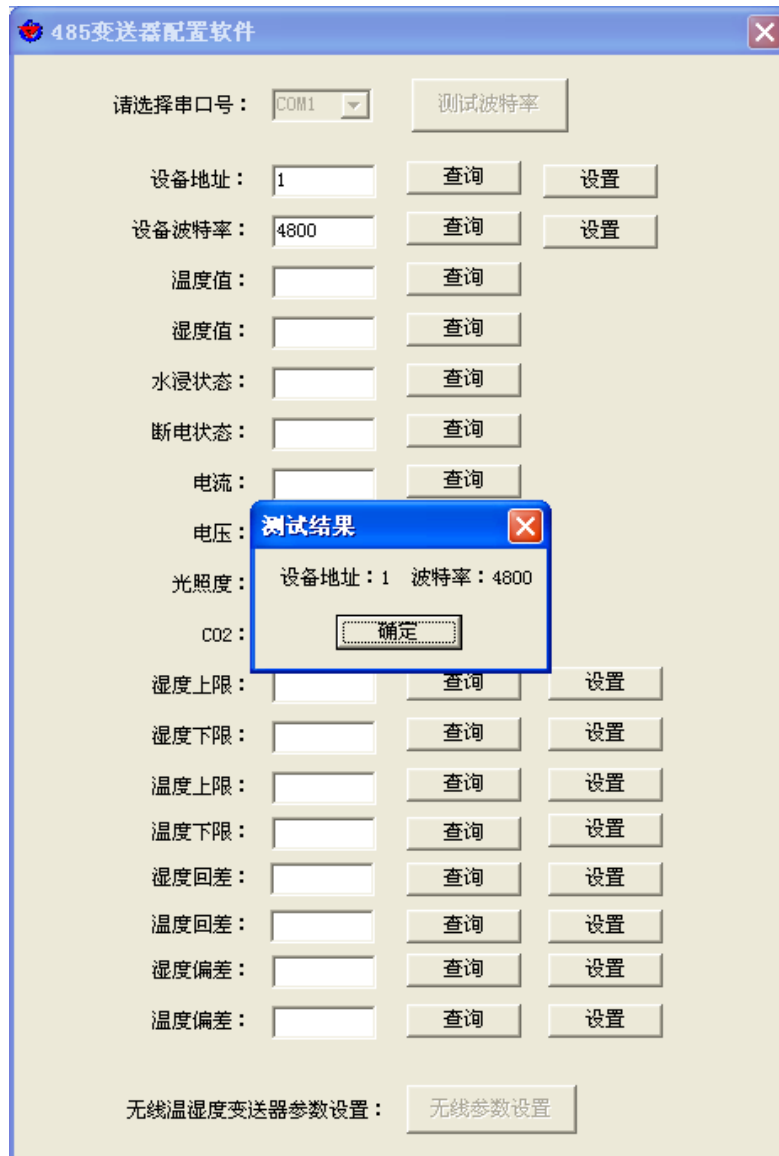 485变送器配置软件
请选择串口号： COM1 测试波特率
设备地址： 1 查询 设置
设备波特率： 4800 查询 设置
温度值： 查询
湿度值： 查询
水浸状态： 查询
断电状态： 查询
电流： 查询
电压：
光照度：
CO2：
测试结果
设备地址：1 波特率：4800
确定
湿度上限： 查询 设置
湿度下限： 查询 设置
温度上限： 查询 设置
温度下限： 查询 设置
湿度回差： 查询 设置
温度回差： 查询 设置
湿度偏差： 查询 设置
温度偏差： 查询 设置
无线温湿度变送器参数设置： 无线参数设置